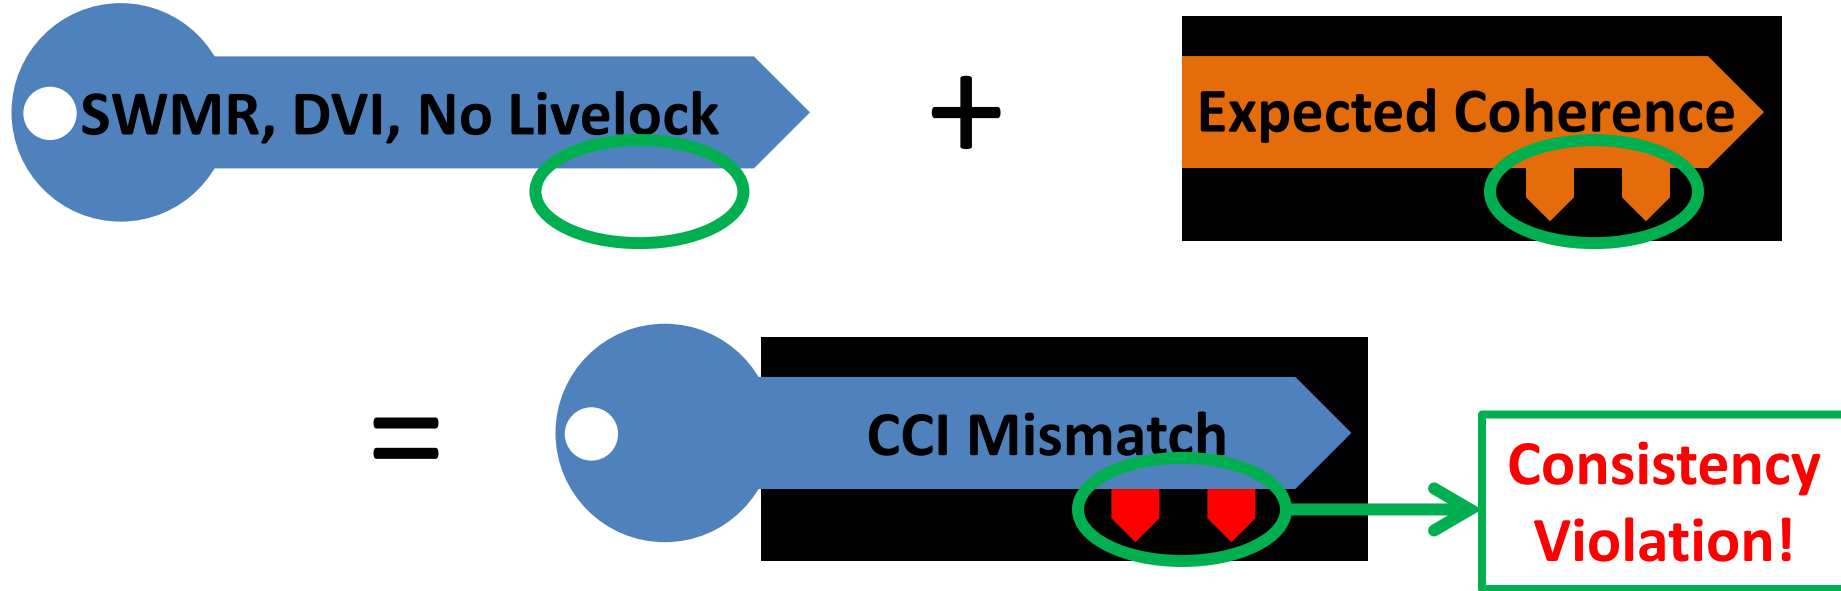 SWMR, DVI, No Livelock
+
Expected Coherence
=
CCI Mismatch
Consistency
Violation!